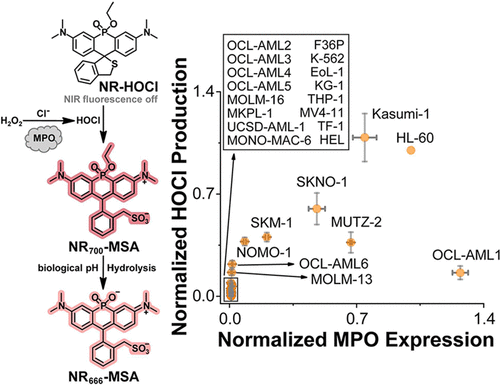 O
P
O
N
N
S
NR-HOCl
NIR fluorescence off
H₂O₂
Cl⁻
HOCl
MPO
O
P
O
N
N⁺
SO₃⁻
NR₇₀₀-MSA
biological pH Hydrolysis
O
P
O⁻
N
N⁺
SO₃⁻
NR₆₆₆-MSA
Normalized HOCl Production
1.4
0.7
0.0
OCL-AML2 F36P
OCL-AML3 K-562
OCL-AML4 EoL-1
OCL-AML5 KG-1
MOLM-16 THP-1
MKPL-1 MV4-11
UCSD-AML-1 TF-1
MONO-MAC-6 HEL
Kasumi-1
HL-60
SKNO-1
SKM-1
MUTZ-2
NOMO-1
OCL-AML1
OCL-AML6
MOLM-13
0.0 0.7 1.4
Normalized MPO Expression